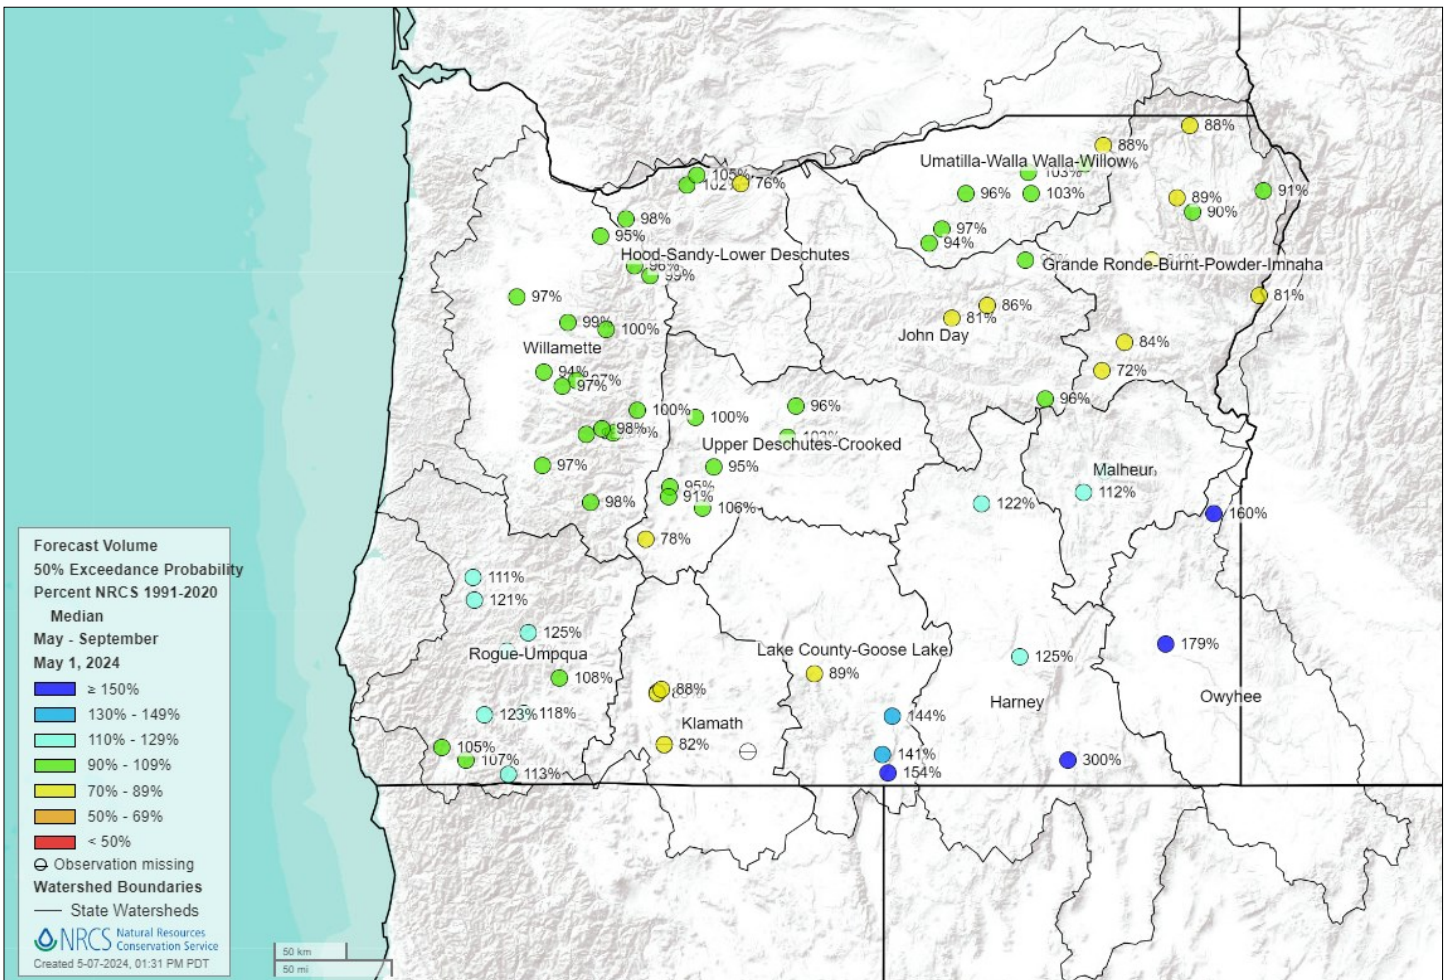 88%
88%
Umatilla-Walla Walla-Willow
105%
102%
76%
103%
96%
103%
89%
90%
91%
98%
95%
97%
94%
Hood-Sandy-Lower Deschutes
96%
99%
Grande Ronde-Burnt-Powder-Imnaha
97%
99%
100%
Willamette
86%
81%
John Day
81%
84%
72%
94%
97%
97%
100%
100%
96%
96%
98%
Upper Deschutes-Crooked
97%
95%
95%
91%
106%
98%
78%
Malheur
112%
122%
160%
Forecast Volume
50% Exceedance Probability
Percent NRCS 1991-2020
Median
May - September
May 1, 2024
≥ 150%
130% - 149%
110% - 129%
90% - 109%
70% - 89%
50% - 69%
< 50%
Observation missing
Watershed Boundaries
State Watersheds
NRCS Natural Resources
Conservation Service
Created 5-07-2024, 01:31 PM PDT
111%
121%
125%
Rogue-Umpqua
108%
123%
118%
105%
107%
113%
88%
Klamath
82%
Lake County-Goose Lake
89%
144%
141%
154%
125%
Harney
300%
179%
Owyhee
50 km
50 mi